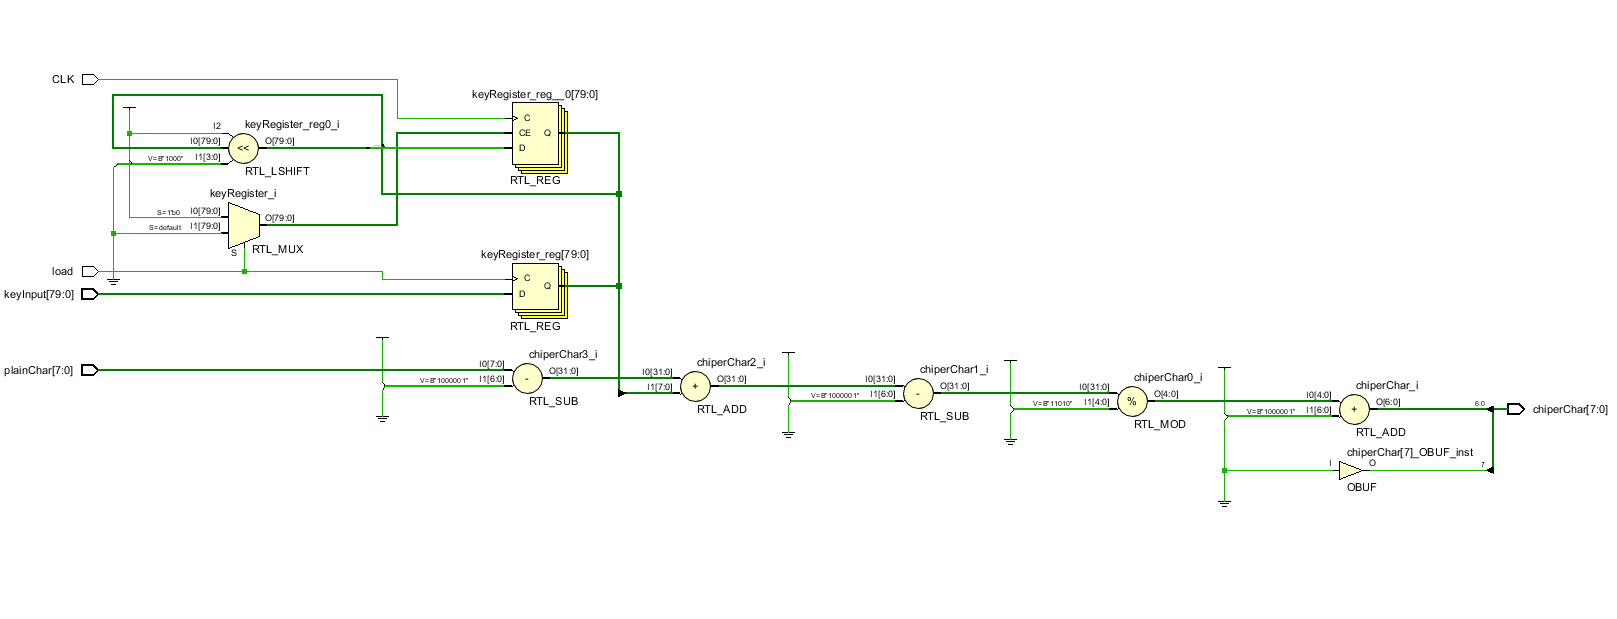 CLK
keyRegister_reg__0[79:0]
C
CE
Q
D
RTL_REG
I2
keyRegister_reg0_i
I0[79:0]
<<
O[79:0]
V=B"1000"
I1[3:0]
RTL_LSHIFT
keyRegister_i
S=1'b0
I0[79:0]
O[79:0]
S=default
I1[79:0]
S
RTL_MUX
load
keyInput[79:0]
keyRegister_reg[79:0]
C
Q
D
RTL_REG
plainChar[7:0]
chiperChar3_i
I0[7:0]
V=B"1000001"
I1[6:0]
-
O[31:0]
RTL_SUB
chiperChar2_i
I0[31:0]
I1[7:0]
+
O[31:0]
RTL_ADD
chiperChar1_i
I0[31:0]
V=B"1000001"
I1[6:0]
-
O[31:0]
RTL_SUB
chiperChar0_i
I0[31:0]
V=B"11010"
I1[4:0]
%
O[4:0]
RTL_MOD
chiperChar_i
I0[4:0]
V=B"1000001"
I1[6:0]
+
O[6:0]
RTL_ADD
6:0
chiperChar[7:0]
chiperChar[7]_OBUF_inst
I
O
7
OBUF